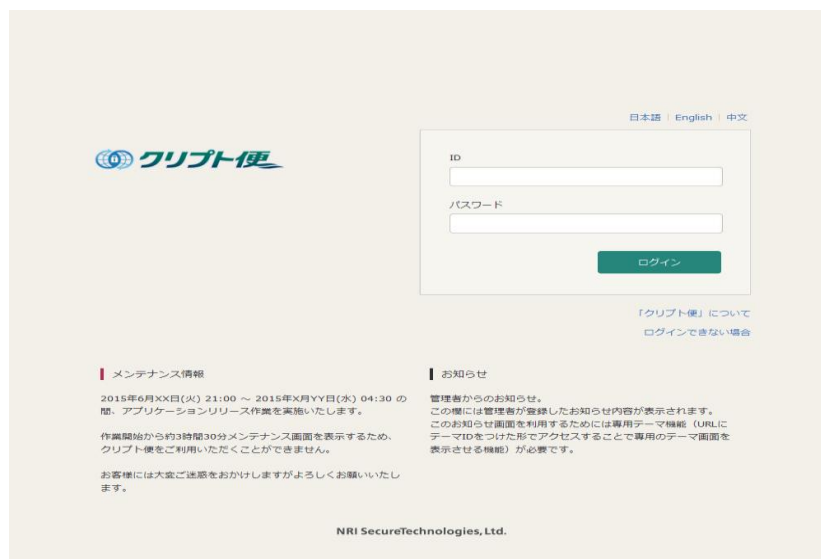 日本語 | English | 中文
クリプト便
ID
パスワード
ログイン
「クリプト便」について
ログインできない場合
メンテナンス情報
2015年6月XX日(火) 21:00 ～ 2015年X月YY日(水) 04:30 の
間、アプリケーションリリース作業を実施いたします。
作業開始から約3時間30分メンテナンス画面を表示するため、
クリプト便をご利用いただくことができません。
お客様には大変ご迷惑をおかけしますがよろしくお願いいたし
ます。
お知らせ
管理者からのお知らせ。
この欄には管理者が登録したお知らせ内容が表示されます。
このお知らせ画面を利用するためには専用テーマ機能（URLに
テーマIDをつけた形でアクセスすることで専用のテーマ画面を
表示させる機能）が必要です。
NRI SecureTechnologies, Ltd.